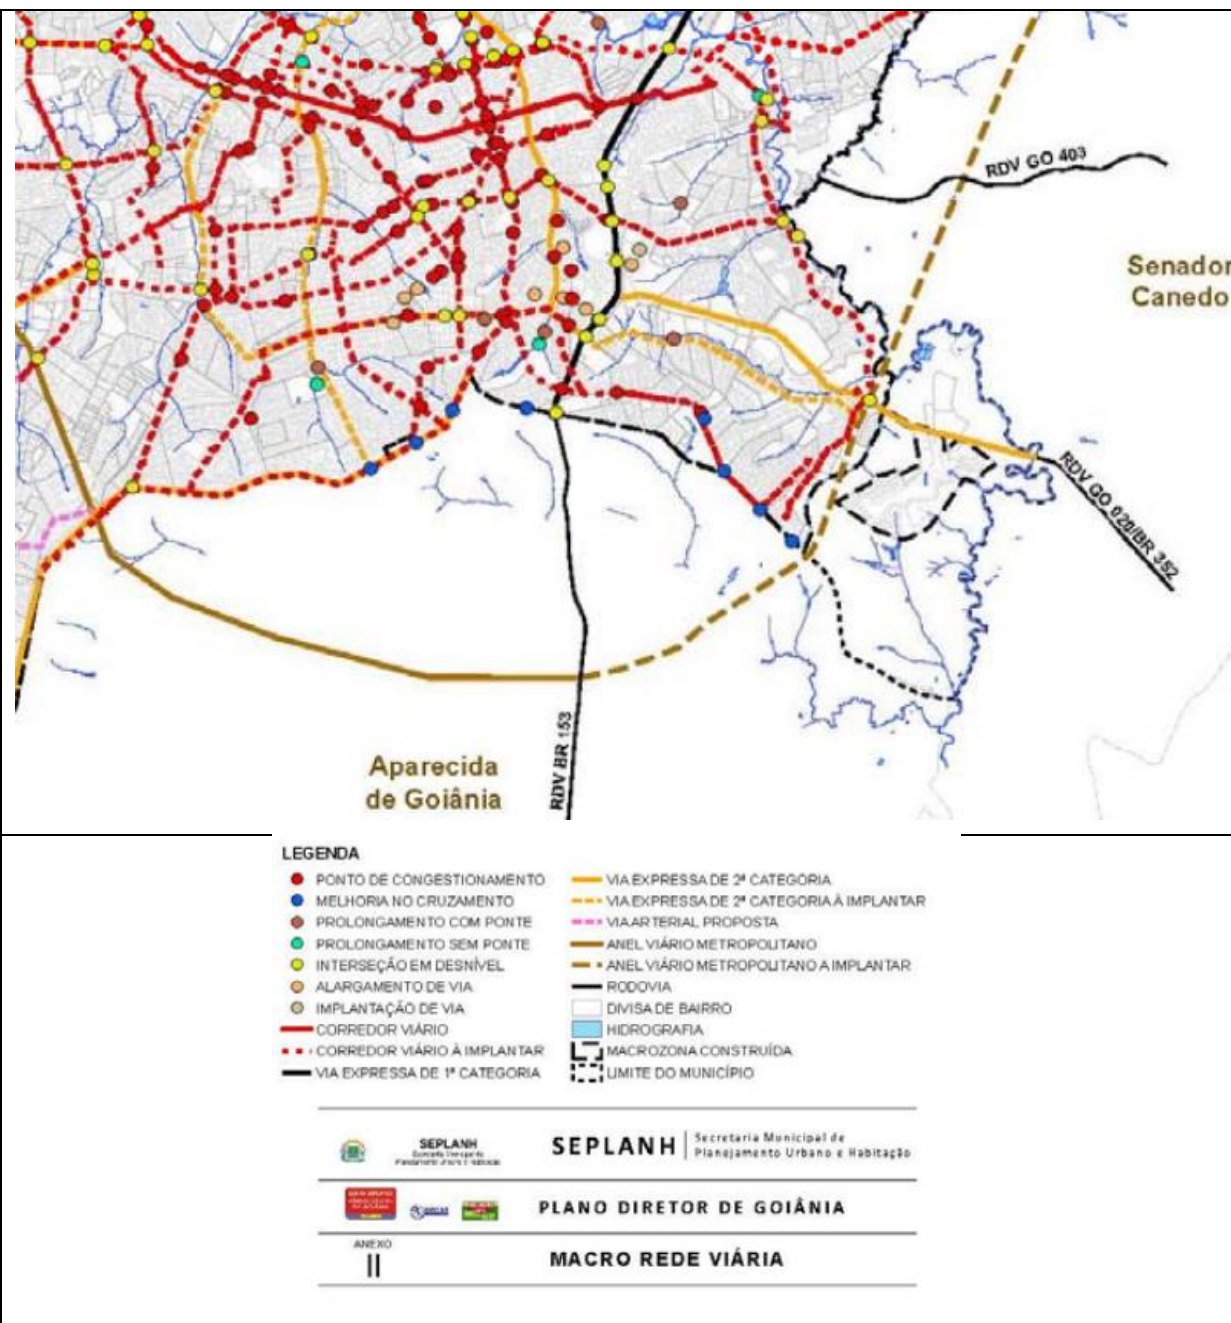 RDV GO 403
Senador
Canedo
RDV GO 020/BR 352
RDV BR 153
Aparecida
de Goiânia
LEGENDA
PONTO DE CONGESTIONAMENTO
MELHORIA NO CRUZAMENTO
PROLONGAMENTO COM PONTE
PROLONGAMENTO SEM PONTE
INTERSEÇÃO EM DESNÍVEL
ALARGAMENTO DE VIA
IMPLANTAÇÃO DE VIA
CORREDOR VIÁRIO
CORREDOR VIÁRIO À IMPLANTAR
VIA EXPRESSA DE 1ª CATEGORIA
VIA EXPRESSA DE 2ª CATEGORIA
VIA EXPRESSA DE 2ª CATEGORIA À IMPLANTAR
VIA ARTERIAL PROPOSTA
ANEL VIÁRIO METROPOLITANO
ANEL VIÁRIO METROPOLITANO A IMPLANTAR
RODOVIA
DIVISA DE BAIRRO
HIDROGRAFIA
MACROZONA CONSTRUÍDA
LIMITE DO MUNICÍPIO
SEPLANH
SEPLANH
Secretaria Municipal de
Planejamento Urbano e Habitação
PLANO DIRETOR DE GOIÂNIA
ANEXO
II
MACRO REDE VIÁRIA